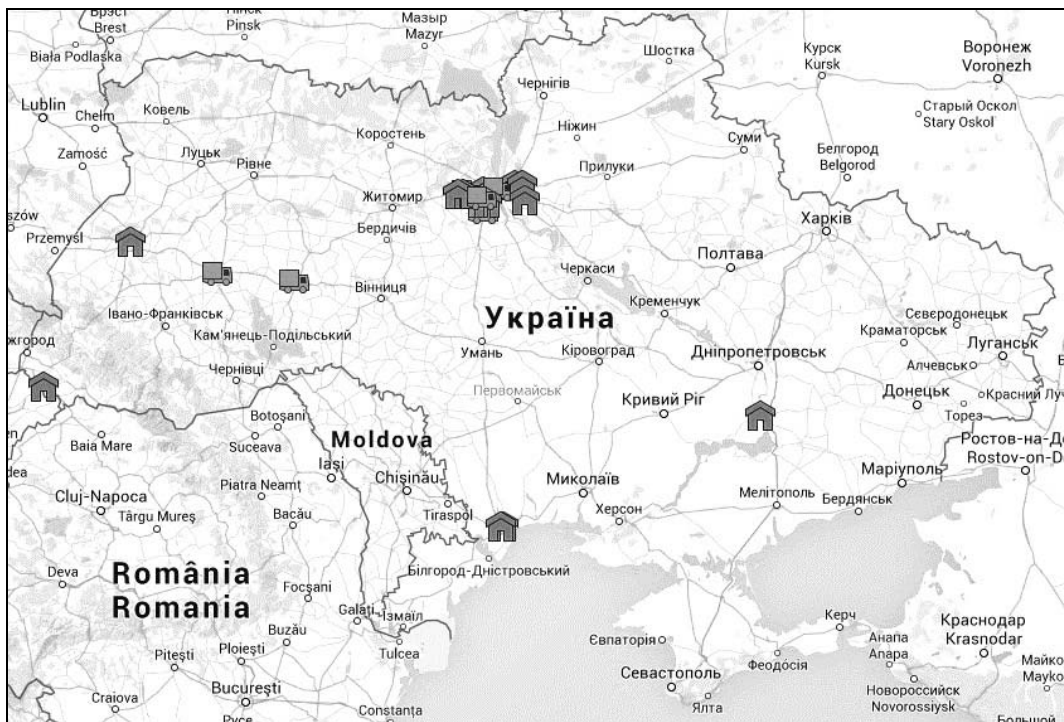 Брэст
Brest
Pinsk
Мазыр
Mazyr
Biała Podlaska
Шостка
Курск
Kursk
Воронеж
Voronezh
Чернігів
Lublin
Chełm
Ковель
Старый Оскол
Stary Oskol
Коростень
Ніжин
Суми
Белгород
Belgorod
Zamość
Луцьк
Рівне
Прилуки
Житомир
Харків
Przemyśl
Бердичів
Полтава
Черкаси
Вінниця
Кременчук
Івано-Франківськ
Україна
Сєвєродонецьк
Кам'янець-Подільський
Краматорськ
Умань
Кіровоград
Дніпропетровськ
Луганськ
Алчевськ
Чернівці
Первомайськ
Донецьк
Красний Луч
Кривий Ріг
Торез
Botoșani
Baia Mare
Suceava
Moldova
Ростов-на-Д
Rostov-on-D
Iași
Маріуполь
Chișinău
Миколаїв
Piatra Neamț
Мелітополь
Бердянськ
Cluj-Napoca
Херсон
Târgu Mureș
Bacău
Tiraspol
Білгород-Дністровський
România
Romania
Deva
Focșani
Galați
Ізмаїл
Керч
Краснодар
Krasnodar
Buzău
Tulcea
Євпаторія
Анапа
Anapa
Ploiești
Pitești
Феодосія
Севастополь
București
Новороссийск
Novorossiysk
Craiova
Constanța
Ялта